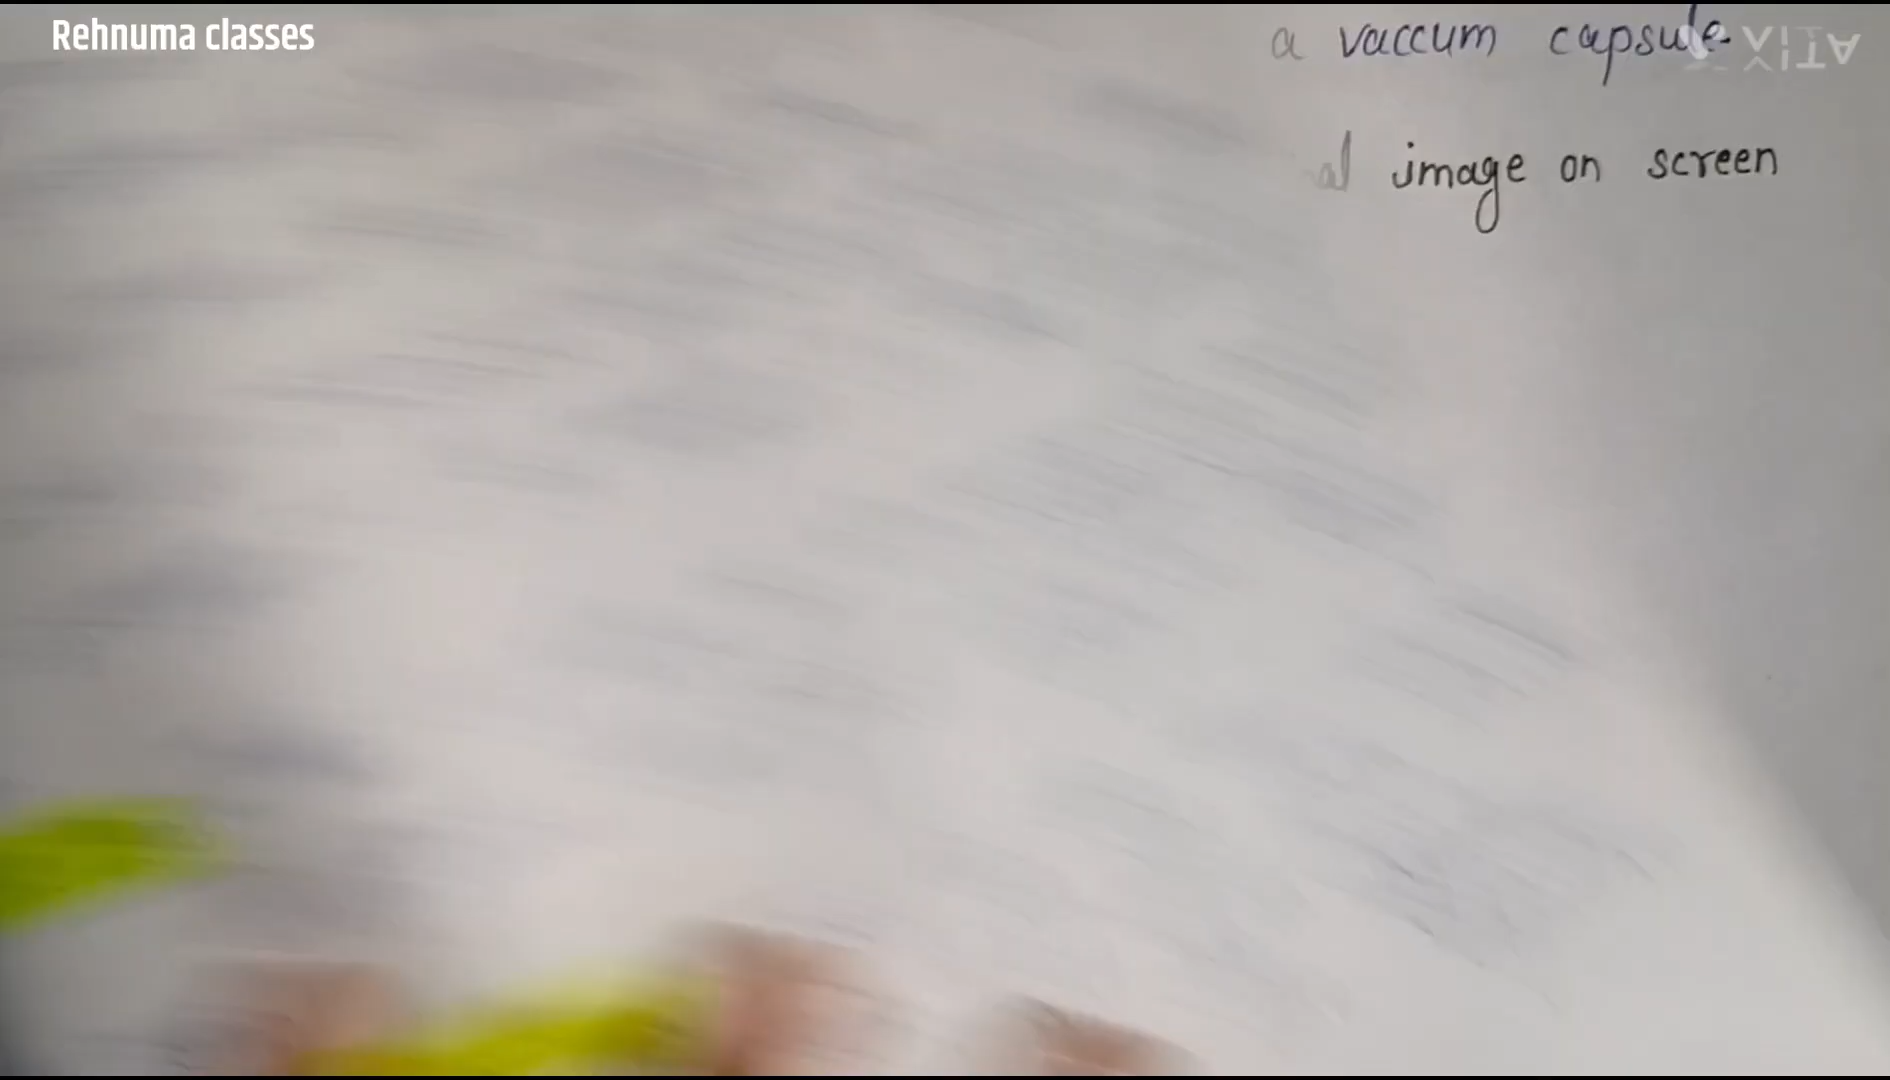 Rehnuma classes
a vaccum capsule
image on screen